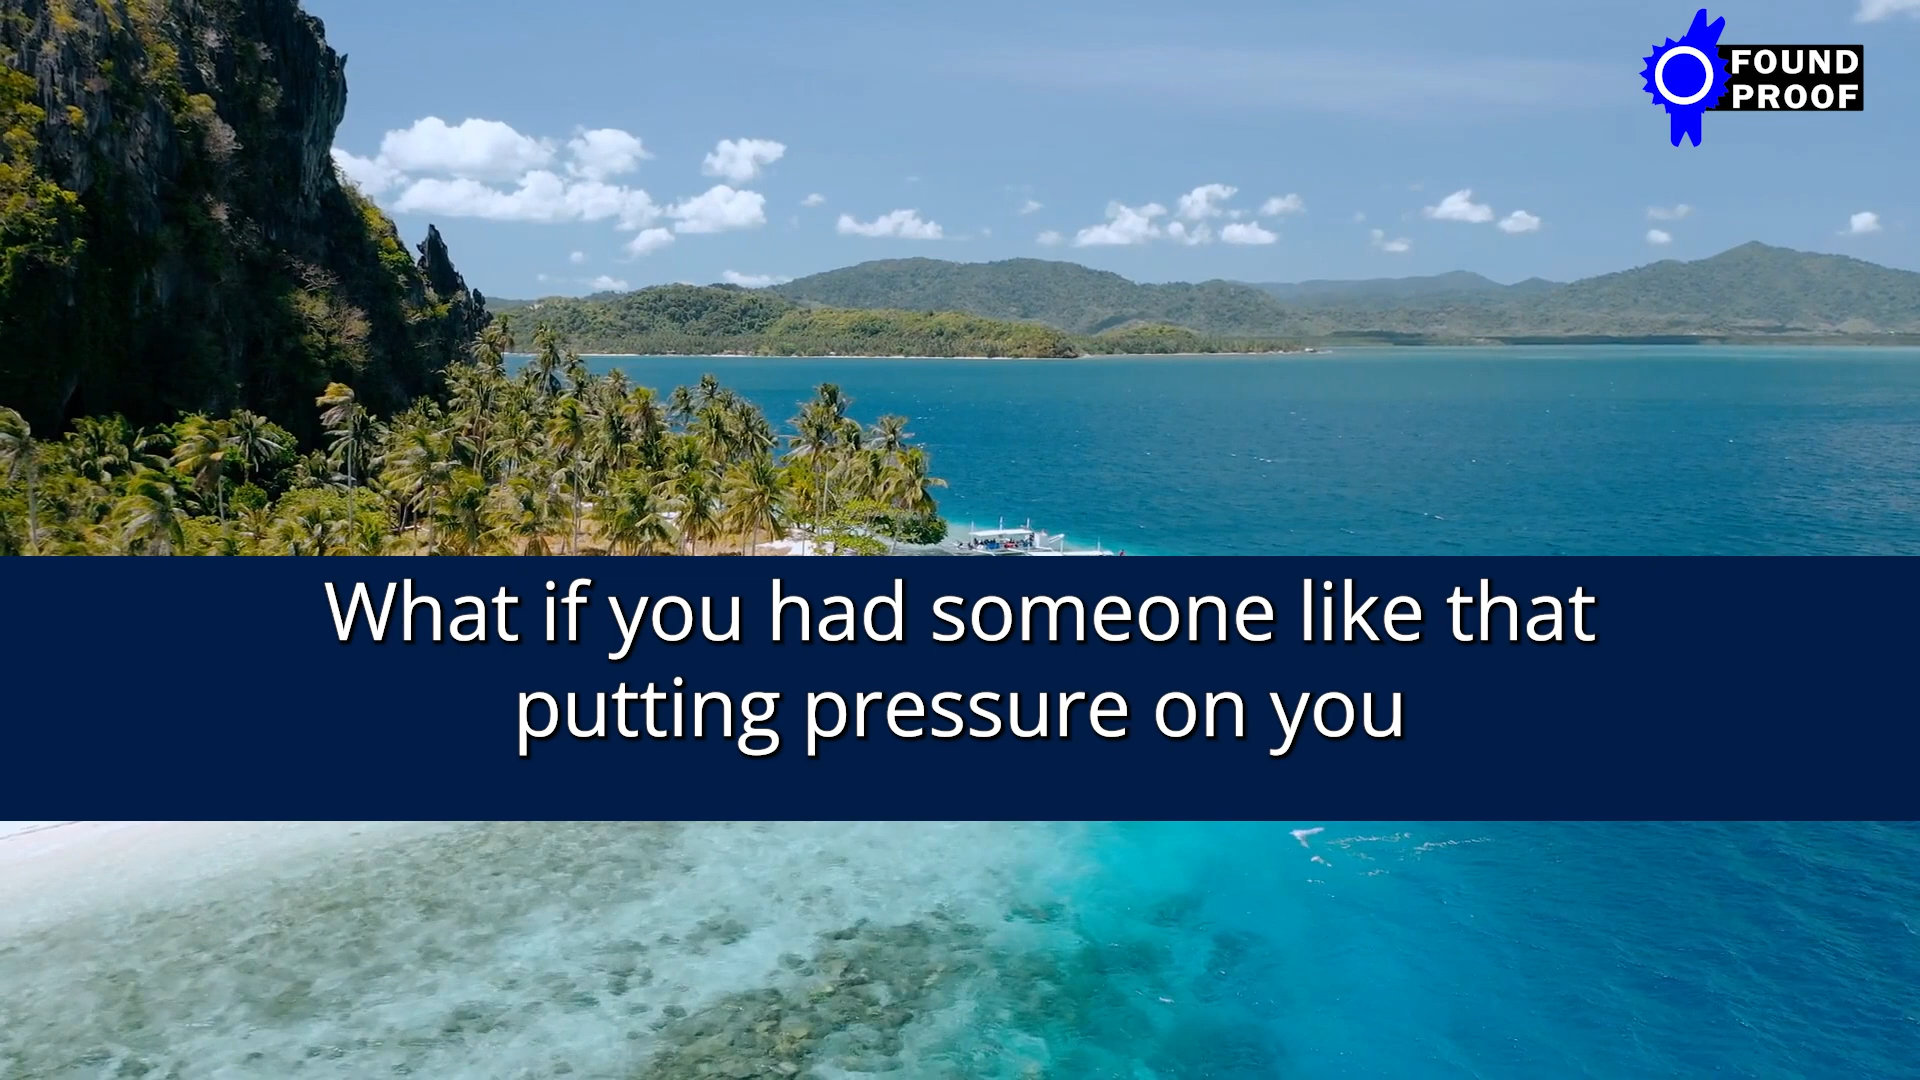 FOUND
PROOF
What if you had someone like that
putting pressure on you